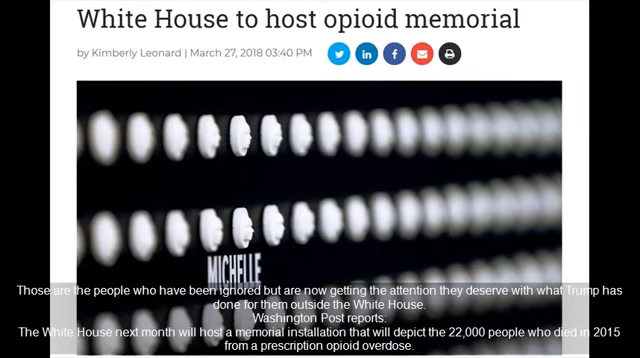 White House to host opioid memorial
by Kimberly Leonard | March 27, 2018 03:40 PM
MICHELLE
Those are the people who have been ignored but are now getting the attention they deserve with what Trump has
done for them outside the White House.
Washington Post reports:
The White House next month will host a memorial installation that will depict the 22,000 people who died in 2015
from a prescription opioid overdose.